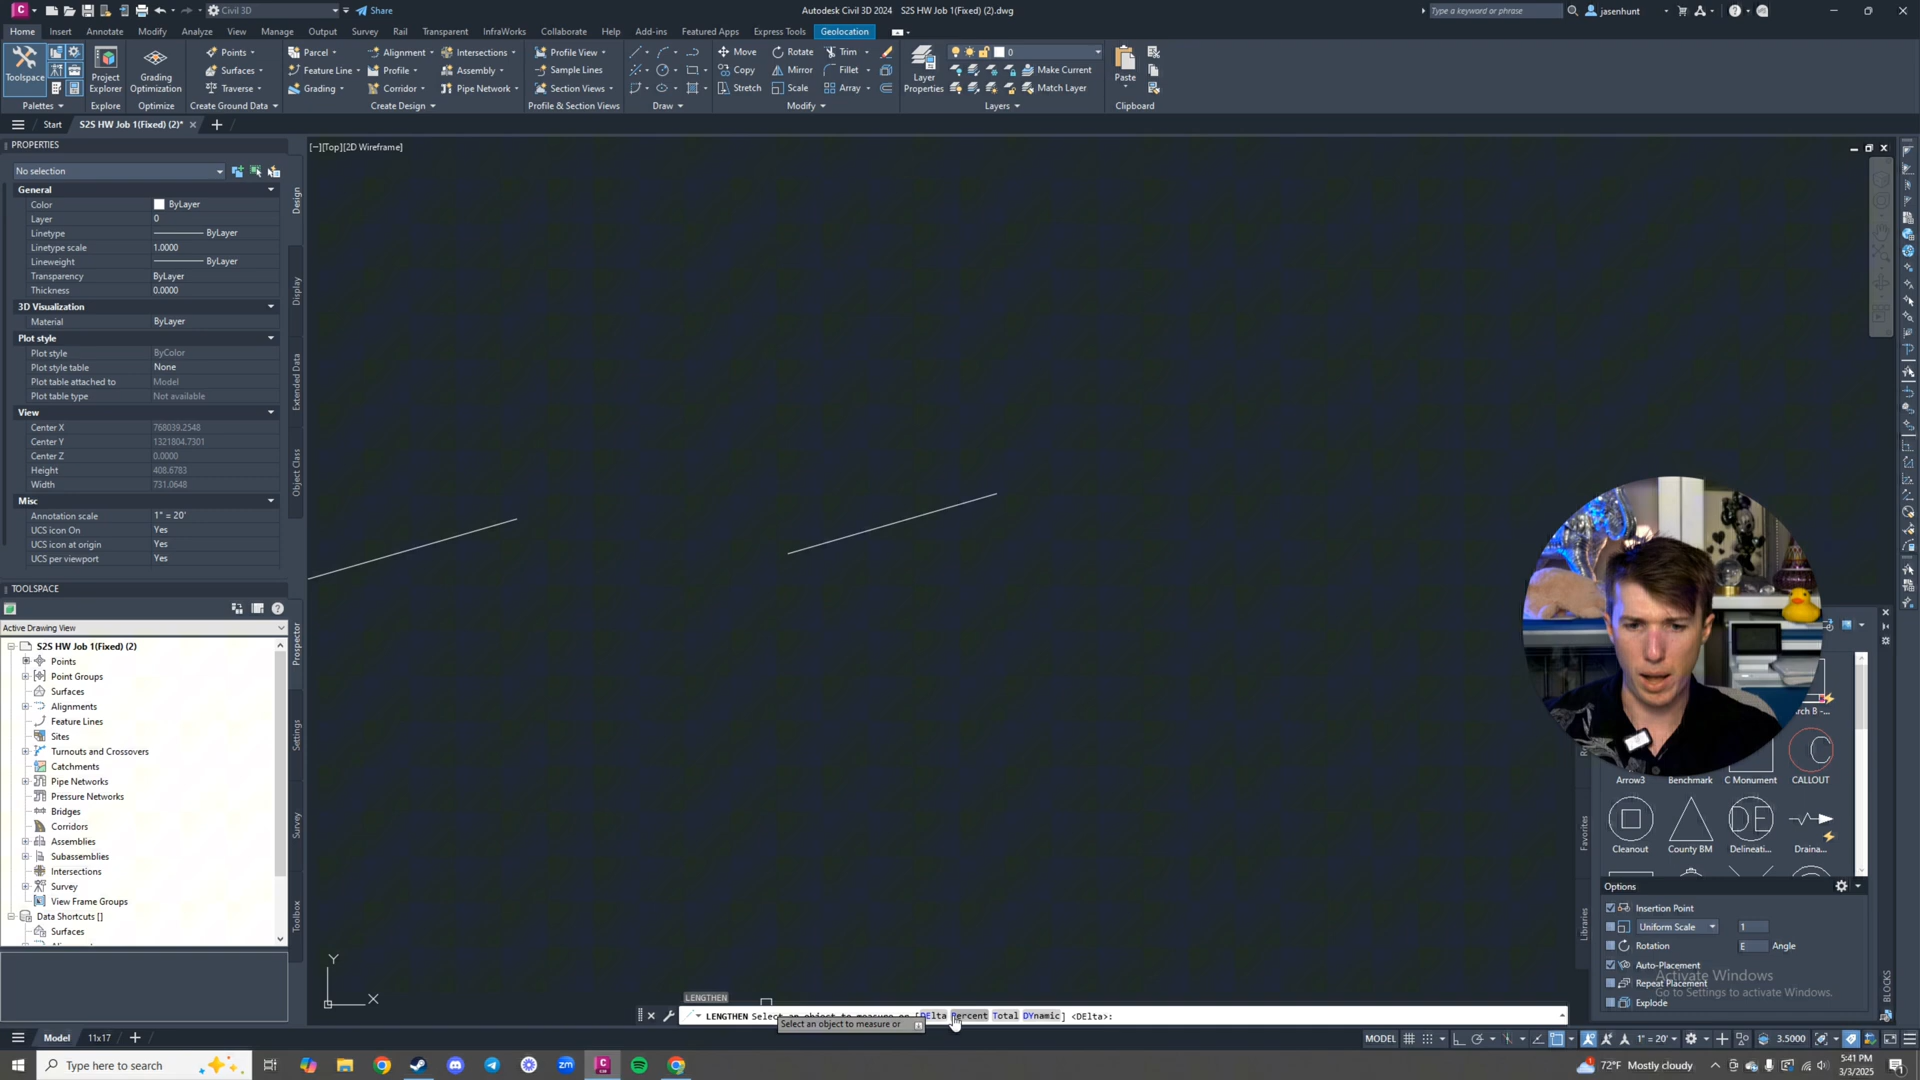 Civil 3D
Share
Autodesk Civil 3D 2024 S2S HW Job 1(Fixed) (2).dwg
Type a keyword or phrase
jasenhunt
Home Insert Annotate Modify Analyze View Manage Output Survey Rail Transparent InfraWorks Collaborate Help Add-ins Featured Apps Express Tools Geolocation
Toolspace
Project Explorer
Grading Optimization
Points
Surfaces
Traverse
Parcel
Feature Line
Grading
Alignment
Profile
Corridor
Intersections
Assembly
Pipe Network
Profile View
Sample Lines
Section Views
Move
Copy
Stretch
Rotate
Mirror
Scale
Trim
Fillet
Array
Layer Properties
0
Make Current
Match Layer
Paste
Palettes Explore Optimize Create Ground Data Create Design Profile & Section Views Draw Modify Layers Clipboard
Start
S2S HW Job 1(Fixed) (2)*
PROPERTIES
[−][Top][2D Wireframe]
No selection
General
Color ByLayer
Layer 0
Linetype ByLayer
Linetype scale 1.0000
Lineweight ByLayer
Transparency ByLayer
Thickness 0.0000
3D Visualization
Material ByLayer
Plot style
Plot style ByColor
Plot style table None
Plot table attached to Model
Plot table type Not available
View
Center X 768039.2548
Center Y 1321804.7301
Center Z 0.0000
Height 408.6783
Width 731.0648
Misc
Annotation scale 1" = 20'
UCS icon On Yes
UCS icon at origin Yes
UCS per viewport Yes
Design
Display
Extended Data
Object Class
TOOLSPACE
Active Drawing View
S2S HW Job 1(Fixed) (2)
Points
Point Groups
Surfaces
Alignments
Feature Lines
Sites
Turnouts and Crossovers
Catchments
Pipe Networks
Pressure Networks
Bridges
Corridors
Assemblies
Subassemblies
Intersections
Survey
View Frame Groups
Data Shortcuts []
Surfaces
Prospector
Settings
Survey
Toolbox
Y
X
Arrow3 Benchmark C Monument CALLOUT
C
DE
Cleanout County BM Delineati... Draina...
Favorites
Libraries
Options
Insertion Point
Uniform Scale 1
Rotation E Angle
Auto-Placement
Repeat Placement
Explode
BLOCKS
Activate Windows
Go to Settings to activate Windows.
LENGTHEN
LENGTHEN Select an object to measure or [DElta Percent Total DYnamic] <DElta>:
Select an object to measure or
Model 11x17
MODEL
1" = 20'
3.5000
Type here to search
72°F Mostly cloudy
5:41 PM
3/3/2025